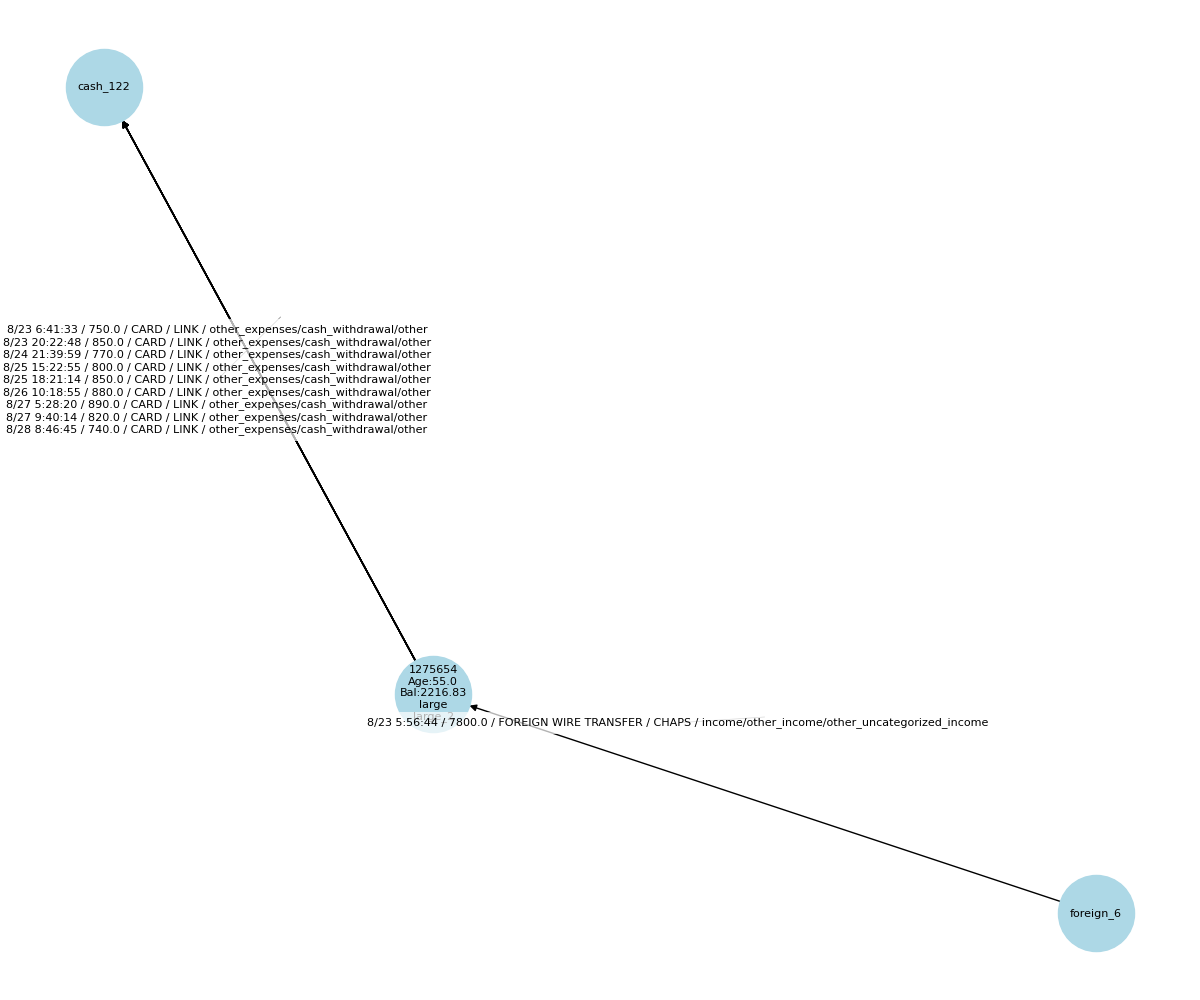 cash_122
8/23 6:41:33 / 750.0 / CARD / LINK / other_expenses/cash_withdrawal/other
8/23 20:22:48 / 850.0 / CARD / LINK / other_expenses/cash_withdrawal/other
8/24 21:39:59 / 770.0 / CARD / LINK / other_expenses/cash_withdrawal/other
8/25 15:22:55 / 800.0 / CARD / LINK / other_expenses/cash_withdrawal/other
8/25 18:21:14 / 850.0 / CARD / LINK / other_expenses/cash_withdrawal/other
8/26 10:18:55 / 880.0 / CARD / LINK / other_expenses/cash_withdrawal/other
8/27 5:28:20 / 890.0 / CARD / LINK / other_expenses/cash_withdrawal/other
8/27 9:40:14 / 820.0 / CARD / LINK / other_expenses/cash_withdrawal/other
8/28 8:46:45 / 740.0 / CARD / LINK / other_expenses/cash_withdrawal/other
1275654
Age:55.0
Bal:2216.83
large
8/23 5:56:44 / 7800.0 / FOREIGN WIRE TRANSFER / CHAPS / income/other_income/other_uncategorized_income
foreign_6